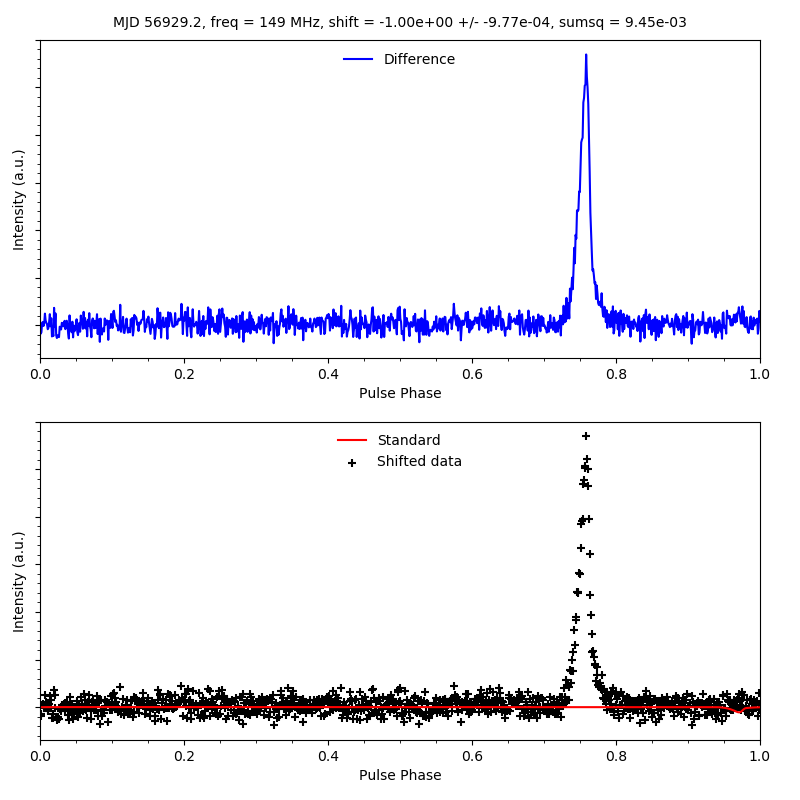 MJD 56929.2, freq = 149 MHz, shift = -1.00e+00 +/- -9.77e-04, sumsq = 9.45e-03
Difference
Intensity (a.u.)
0.0 0.2 0.4 0.6 0.8 1.0
Pulse Phase
Standard
Shifted data
Intensity (a.u.)
0.0 0.2 0.4 0.6 0.8 1.0
Pulse Phase